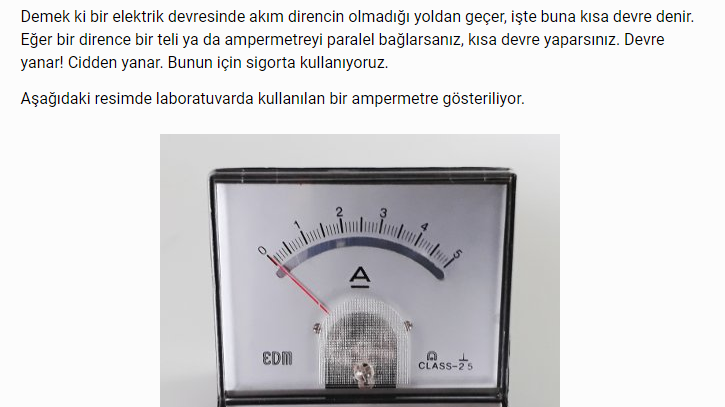 Demek ki bir elektrik devresinde akım direncin olmadığı yoldan geçer, işte buna kısa devre denir.
Eğer bir dirence bir teli ya da ampermetreyi paralel bağlarsanız, kısa devre yaparsınız. Devre
yanar! Cidden yanar. Bunun için sigorta kullanıyoruz.
Aşağıdaki resimde laboratuvarda kullanılan bir ampermetre gösteriliyor.
0 1 2 3 4 5
A
EDM
CLASS-2 5